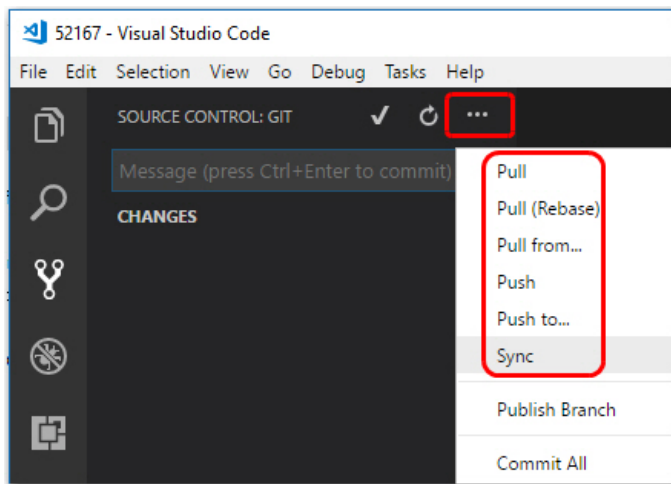 52167 - Visual Studio Code
File Edit Selection View Go Debug Tasks Help
SOURCE CONTROL: GIT
Message (press Ctrl+Enter to commit)
CHANGES
Pull
Pull (Rebase)
Pull from...
Push
Push to...
Sync
Publish Branch
Commit All